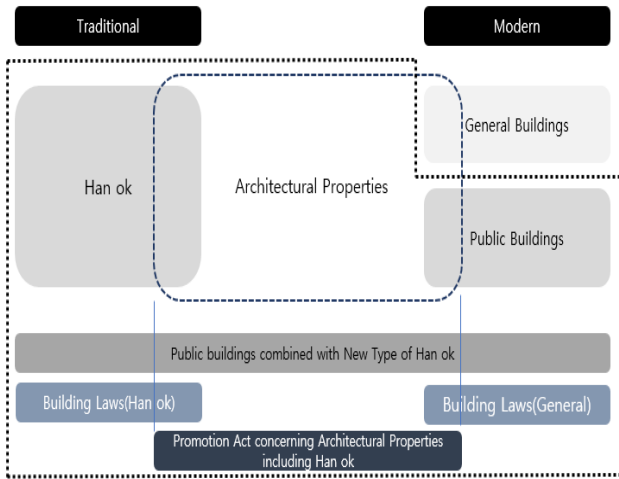 Traditional
Modern
General Buildings
Han ok
Architectural Properties
Public Buildings
Public buildings combined with New Type of Han ok
Building Laws(Han ok)
Building Laws(General)
Promotion Act concerning Architectural Properties
including Han ok